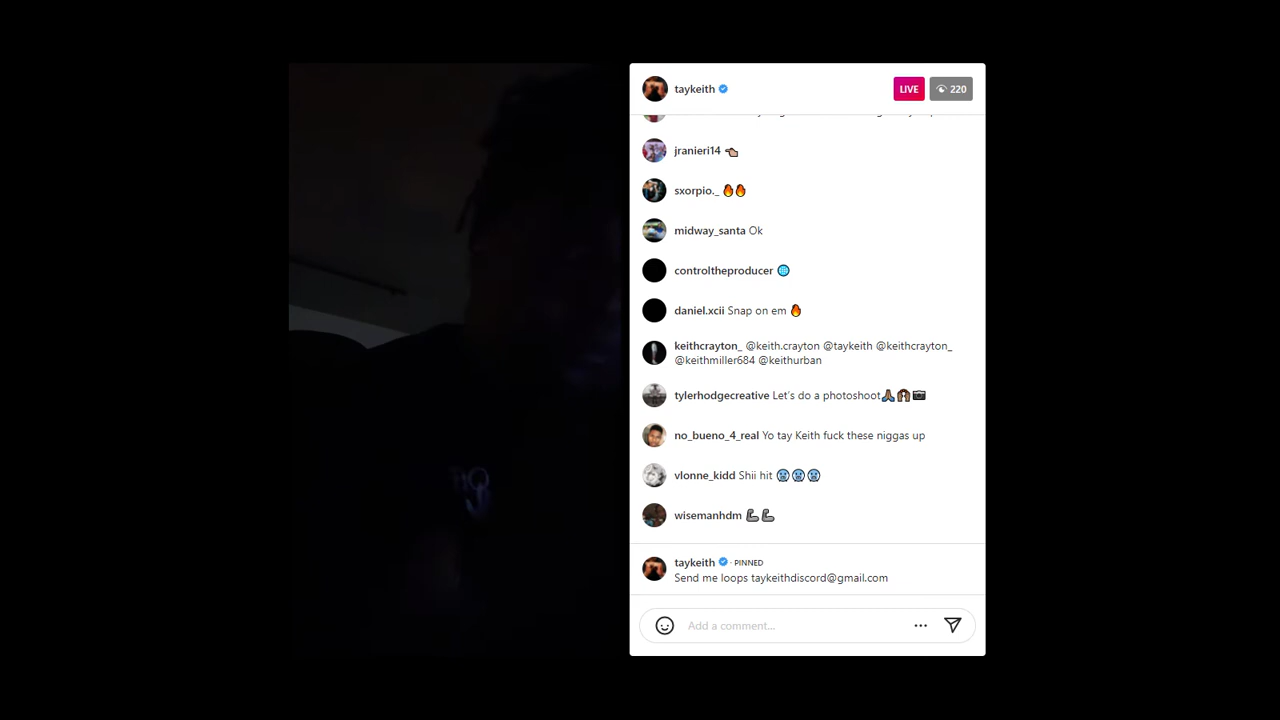 taykeith
LIVE
220
jranieri14
sxorpio._ 🔥🔥
midway_santa Ok
controltheproducer 🌐
daniel.xcii Snap on em 🔥
keithcrayton_ @keith.crayton @taykeith @keithcrayton_
@keithmiller684 @keithurban
tylerhodgecreative Let's do a photoshoot
no_bueno_4_real Yo tay Keith fuck these niggas up
vlonne_kidd Shii hit 🥶🥶🥶
wisemanhdm 🦾🦾
taykeith · PINNED
Send me loops taykeithdiscord@gmail.com
Add a comment...